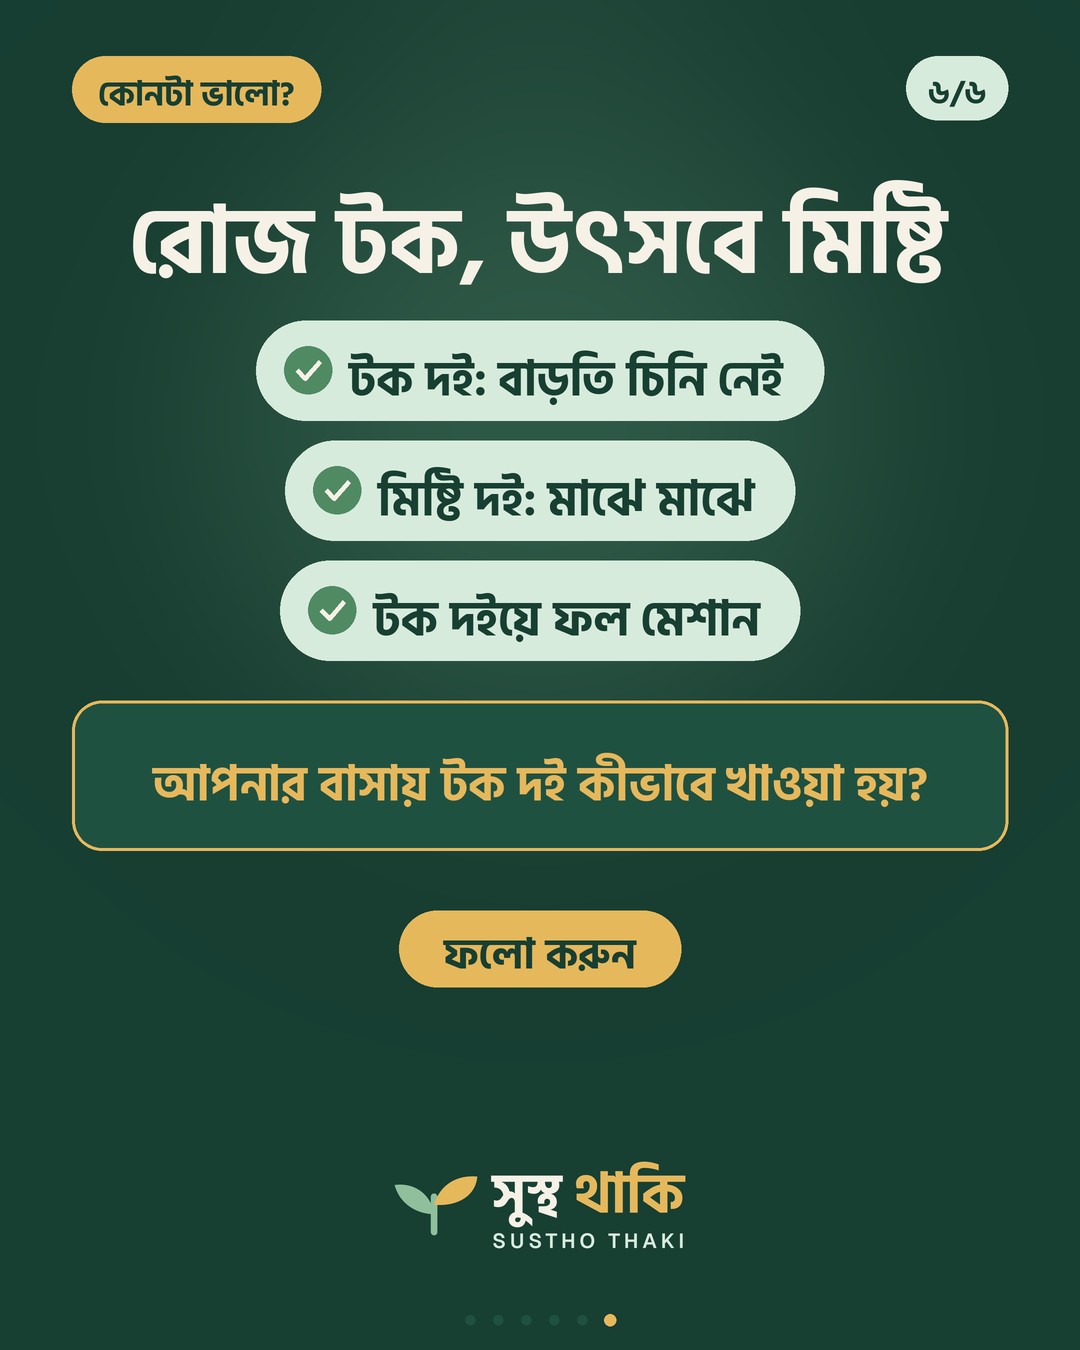 কোনটা ভালো?
৬/৬
রোজ টক, উৎসবে মিষ্টি
টক দই: বাড়তি চিনি নেই
মিষ্টি দই: মাঝে মাঝে
টক দইয়ে ফল মেশান
আপনার বাসায় টক দই কীভাবে খাওয়া হয়?
ফলো করুন
সুস্থ থাকি
SUSTHO THAKI